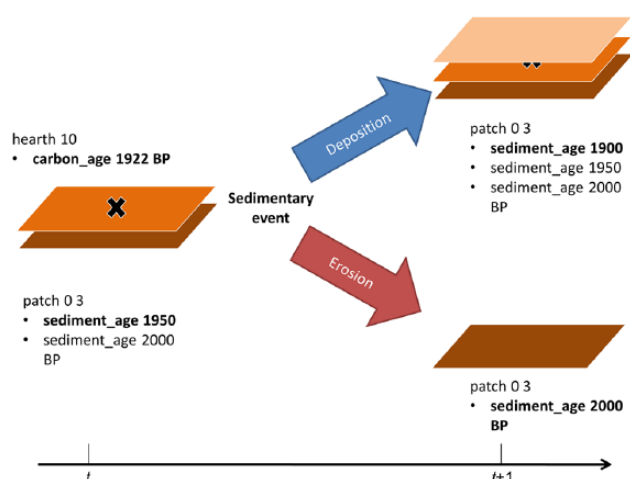 hearth 10
• carbon_age 1922 BP
patch 0 3
• sediment_age 1950
• sediment_age 2000
BP
Sedimentary
event
Deposition
Erosion
patch 0 3
• sediment_age 1900
• sediment_age 1950
• sediment_age 2000
BP
patch 0 3
• sediment_age 2000
BP
t
t+1